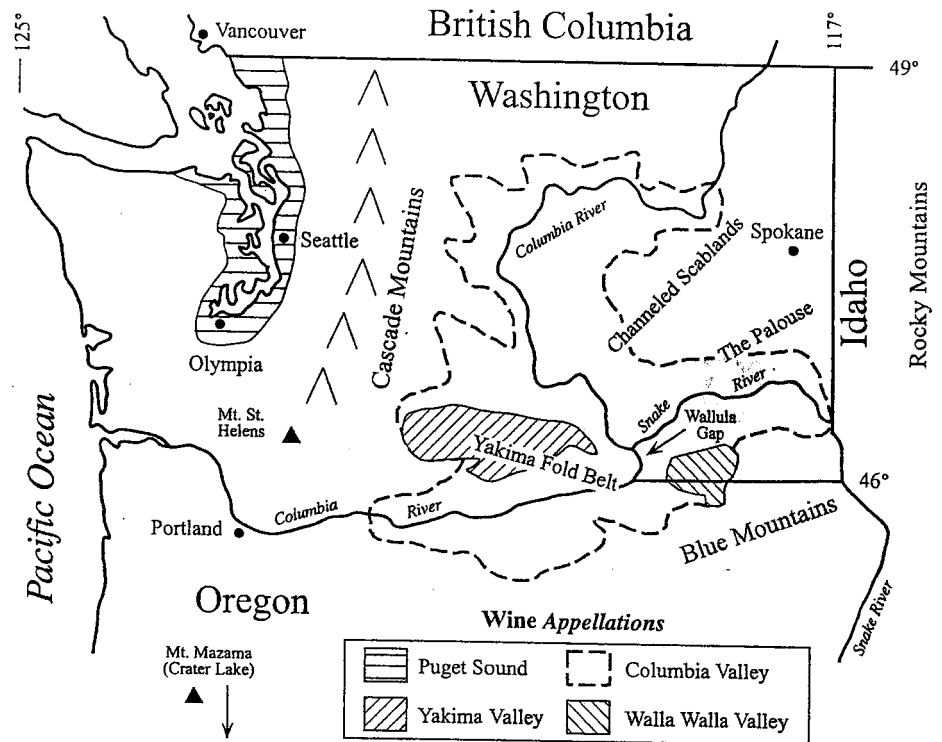 125°
Vancouver
British Columbia
117°
49°
Washington
Cascade Mountains
Columbia River
Channeled Scablands
Spokane
Seattle
Idaho
Rocky Mountains
The Palouse
Olympia
Snake River
Wallula
Gap
Mt. St.
Helens
Yakima Fold Belt
46°
Pacific Ocean
Portland
Columbia River
Blue Mountains
Oregon
Snake River
Wine Appellations
Mt. Mazama
(Crater Lake)
Puget Sound
Columbia Valley
Yakima Valley
Walla Walla Valley